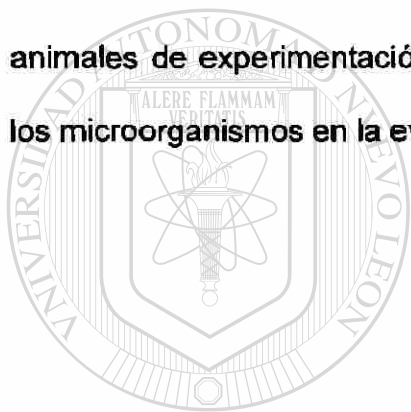 animales de experimentació
los microorganismos en la ev
UNIVERSIDAD AUTONOMA DE NUEVO LEON
ALERE FLAMMAM
VERITATIS